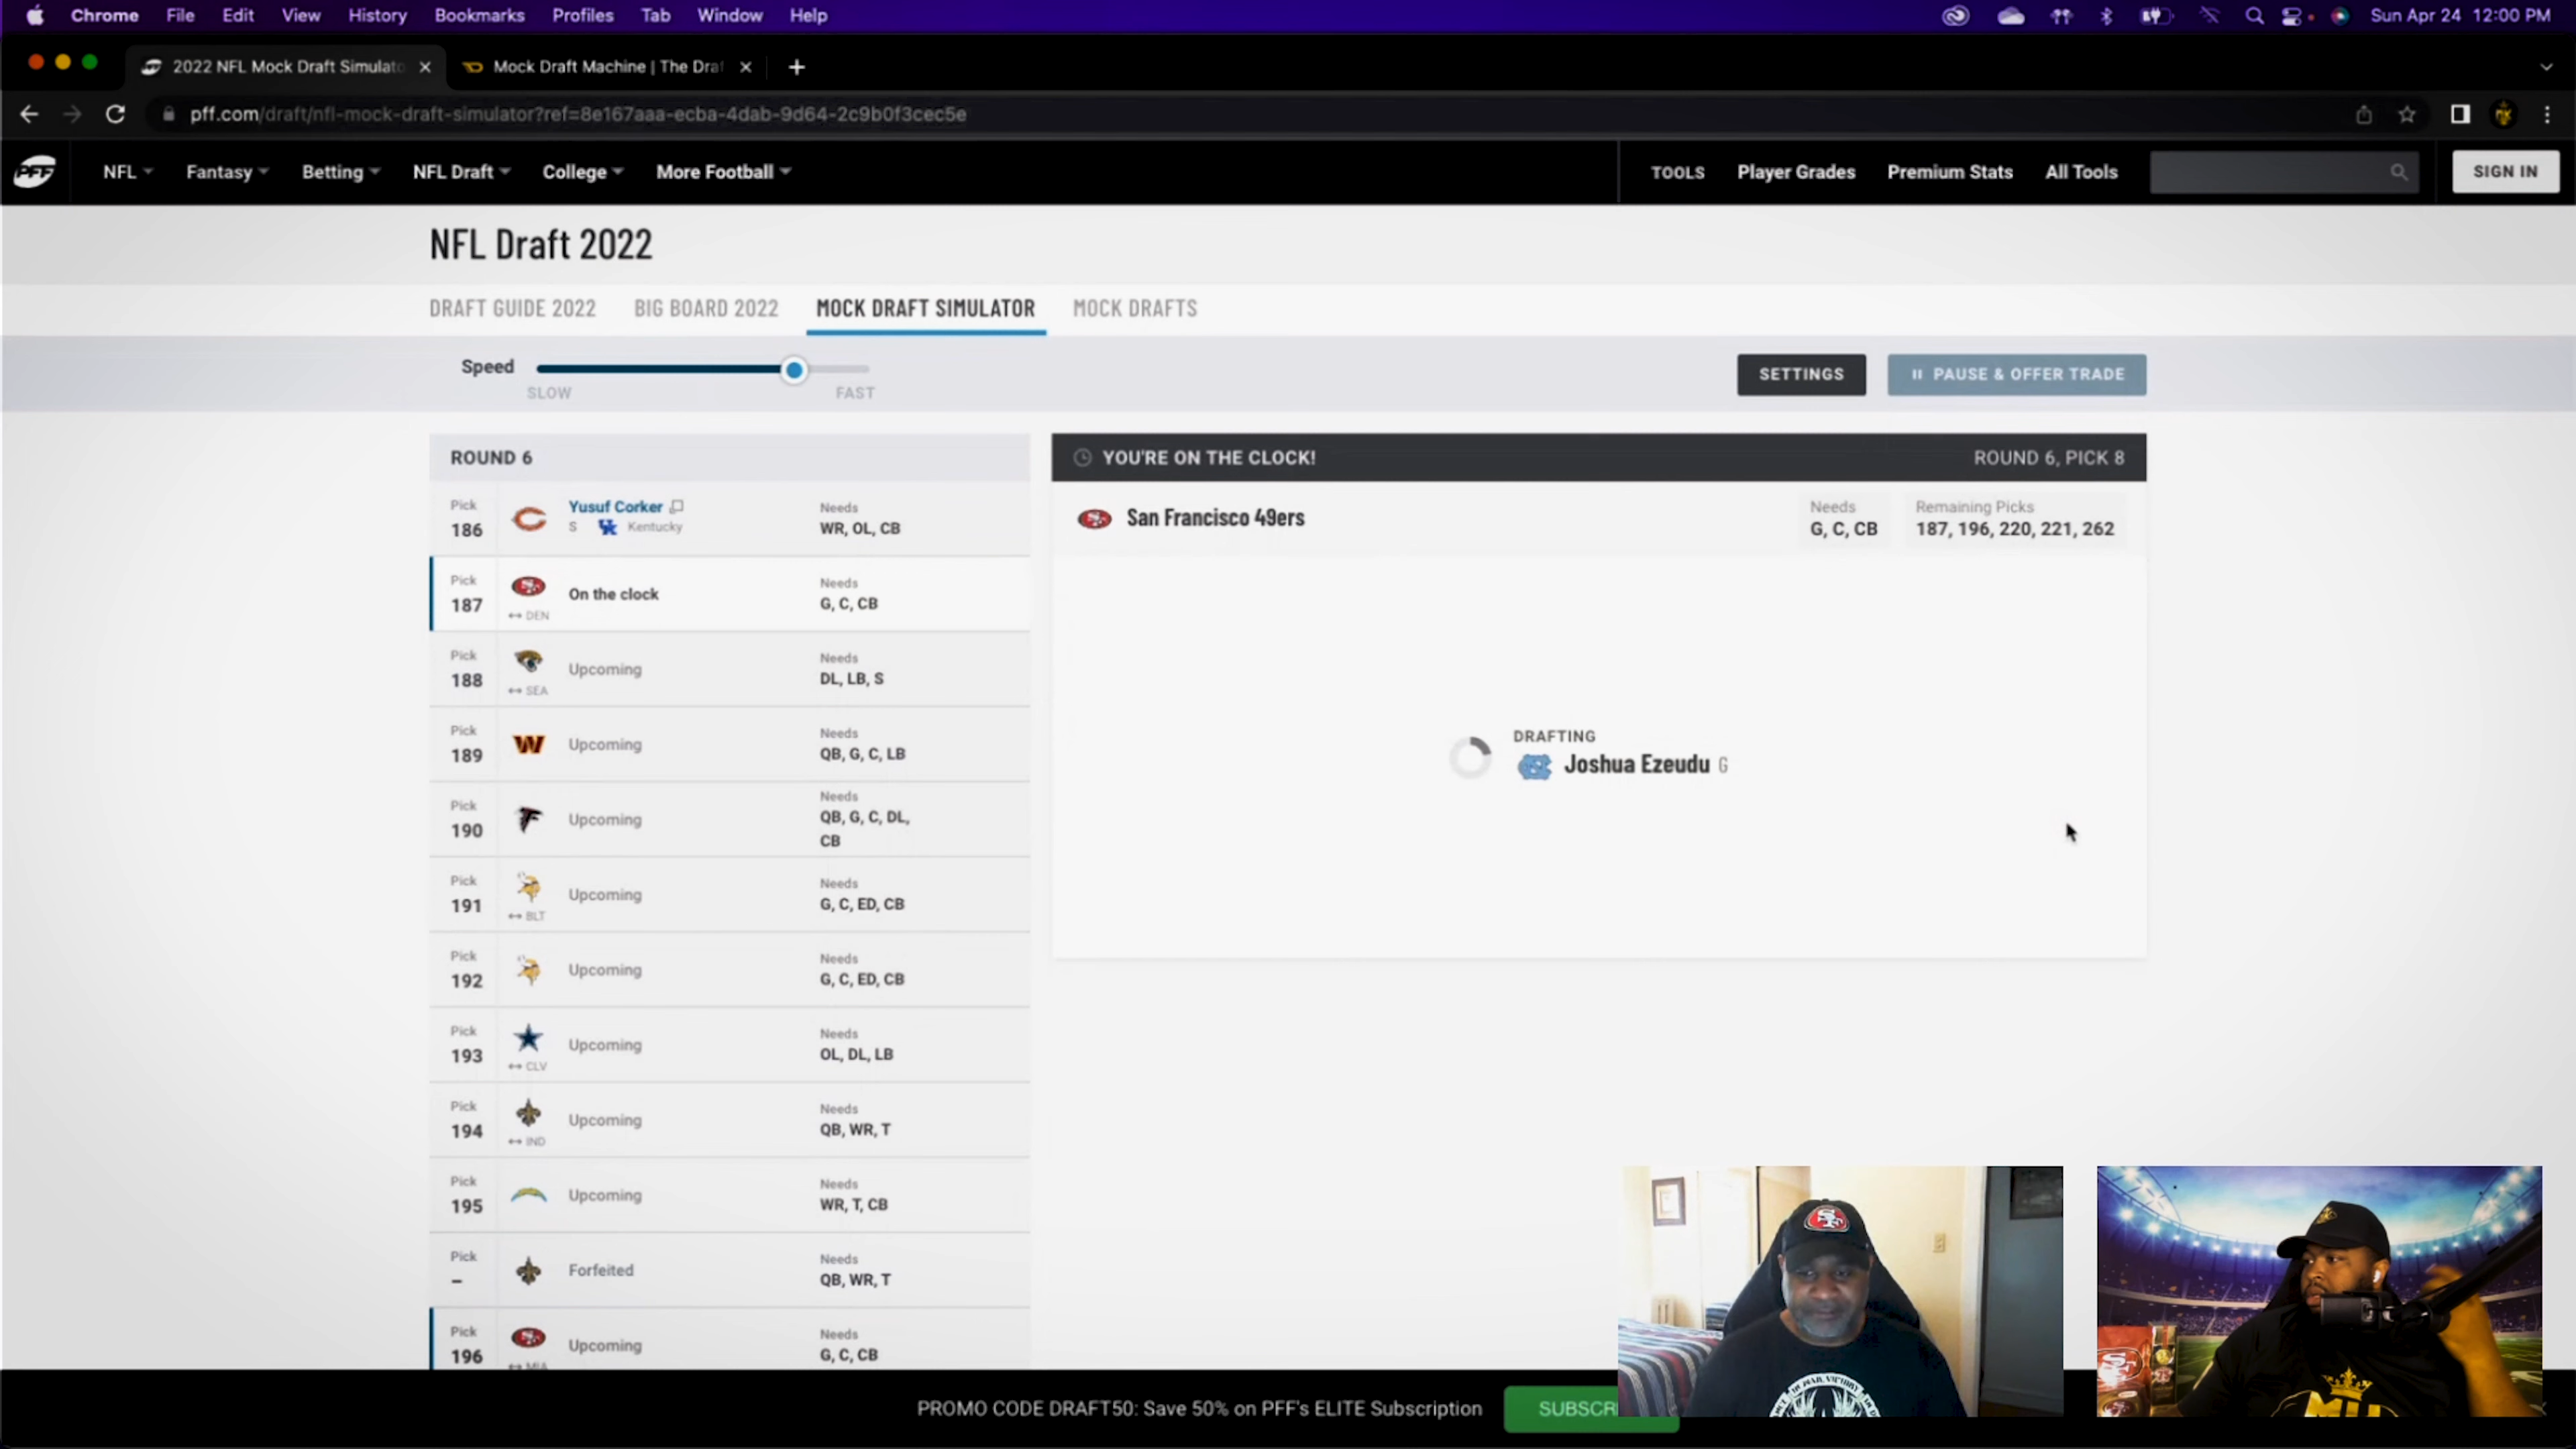 Chrome File Edit View History Bookmarks Profiles Tab Window Help Sun Apr 24 12:00 PM
2022 NFL Mock Draft Simulato Mock Draft Machine | The Draf
pff.com/draft/nfl-mock-draft-simulator?ref=8e167aaa-ecba-4dab-9d64-2c9b0f3cec5e
PFF NFL Fantasy Betting NFL Draft College More Football TOOLS Player Grades Premium Stats All Tools SIGN IN
NFL Draft 2022
DRAFT GUIDE 2022 BIG BOARD 2022 MOCK DRAFT SIMULATOR MOCK DRAFTS
Speed
SLOW FAST
SETTINGS PAUSE & OFFER TRADE
ROUND 6
Pick 186 Yusuf Corker Needs
S UK Kentucky WR, OL, CB
Pick 187 On the clock Needs
DEN G, C, CB
Pick 188 Upcoming Needs
SEA DL, LB, S
Pick 189 W Upcoming Needs
QB, G, C, LB
Pick 190 Upcoming Needs
QB, G, C, DL,
CB
Pick 191 Upcoming Needs
BLT G, C, ED, CB
Pick 192 Upcoming Needs
G, C, ED, CB
Pick 193 Upcoming Needs
CLV OL, DL, LB
Pick 194 Upcoming Needs
IND QB, WR, T
Pick 195 Upcoming Needs
WR, T, CB
Pick – Forfeited Needs
QB, WR, T
Pick 196 Upcoming Needs
MIA G, C, CB
YOU'RE ON THE CLOCK! ROUND 6, PICK 8
San Francisco 49ers
Needs
G, C, CB
Remaining Picks
187, 196, 220, 221, 262
DRAFTING
Joshua Ezeudu G
PROMO CODE DRAFT50: Save 50% on PFF's ELITE Subscription SUBSCRI